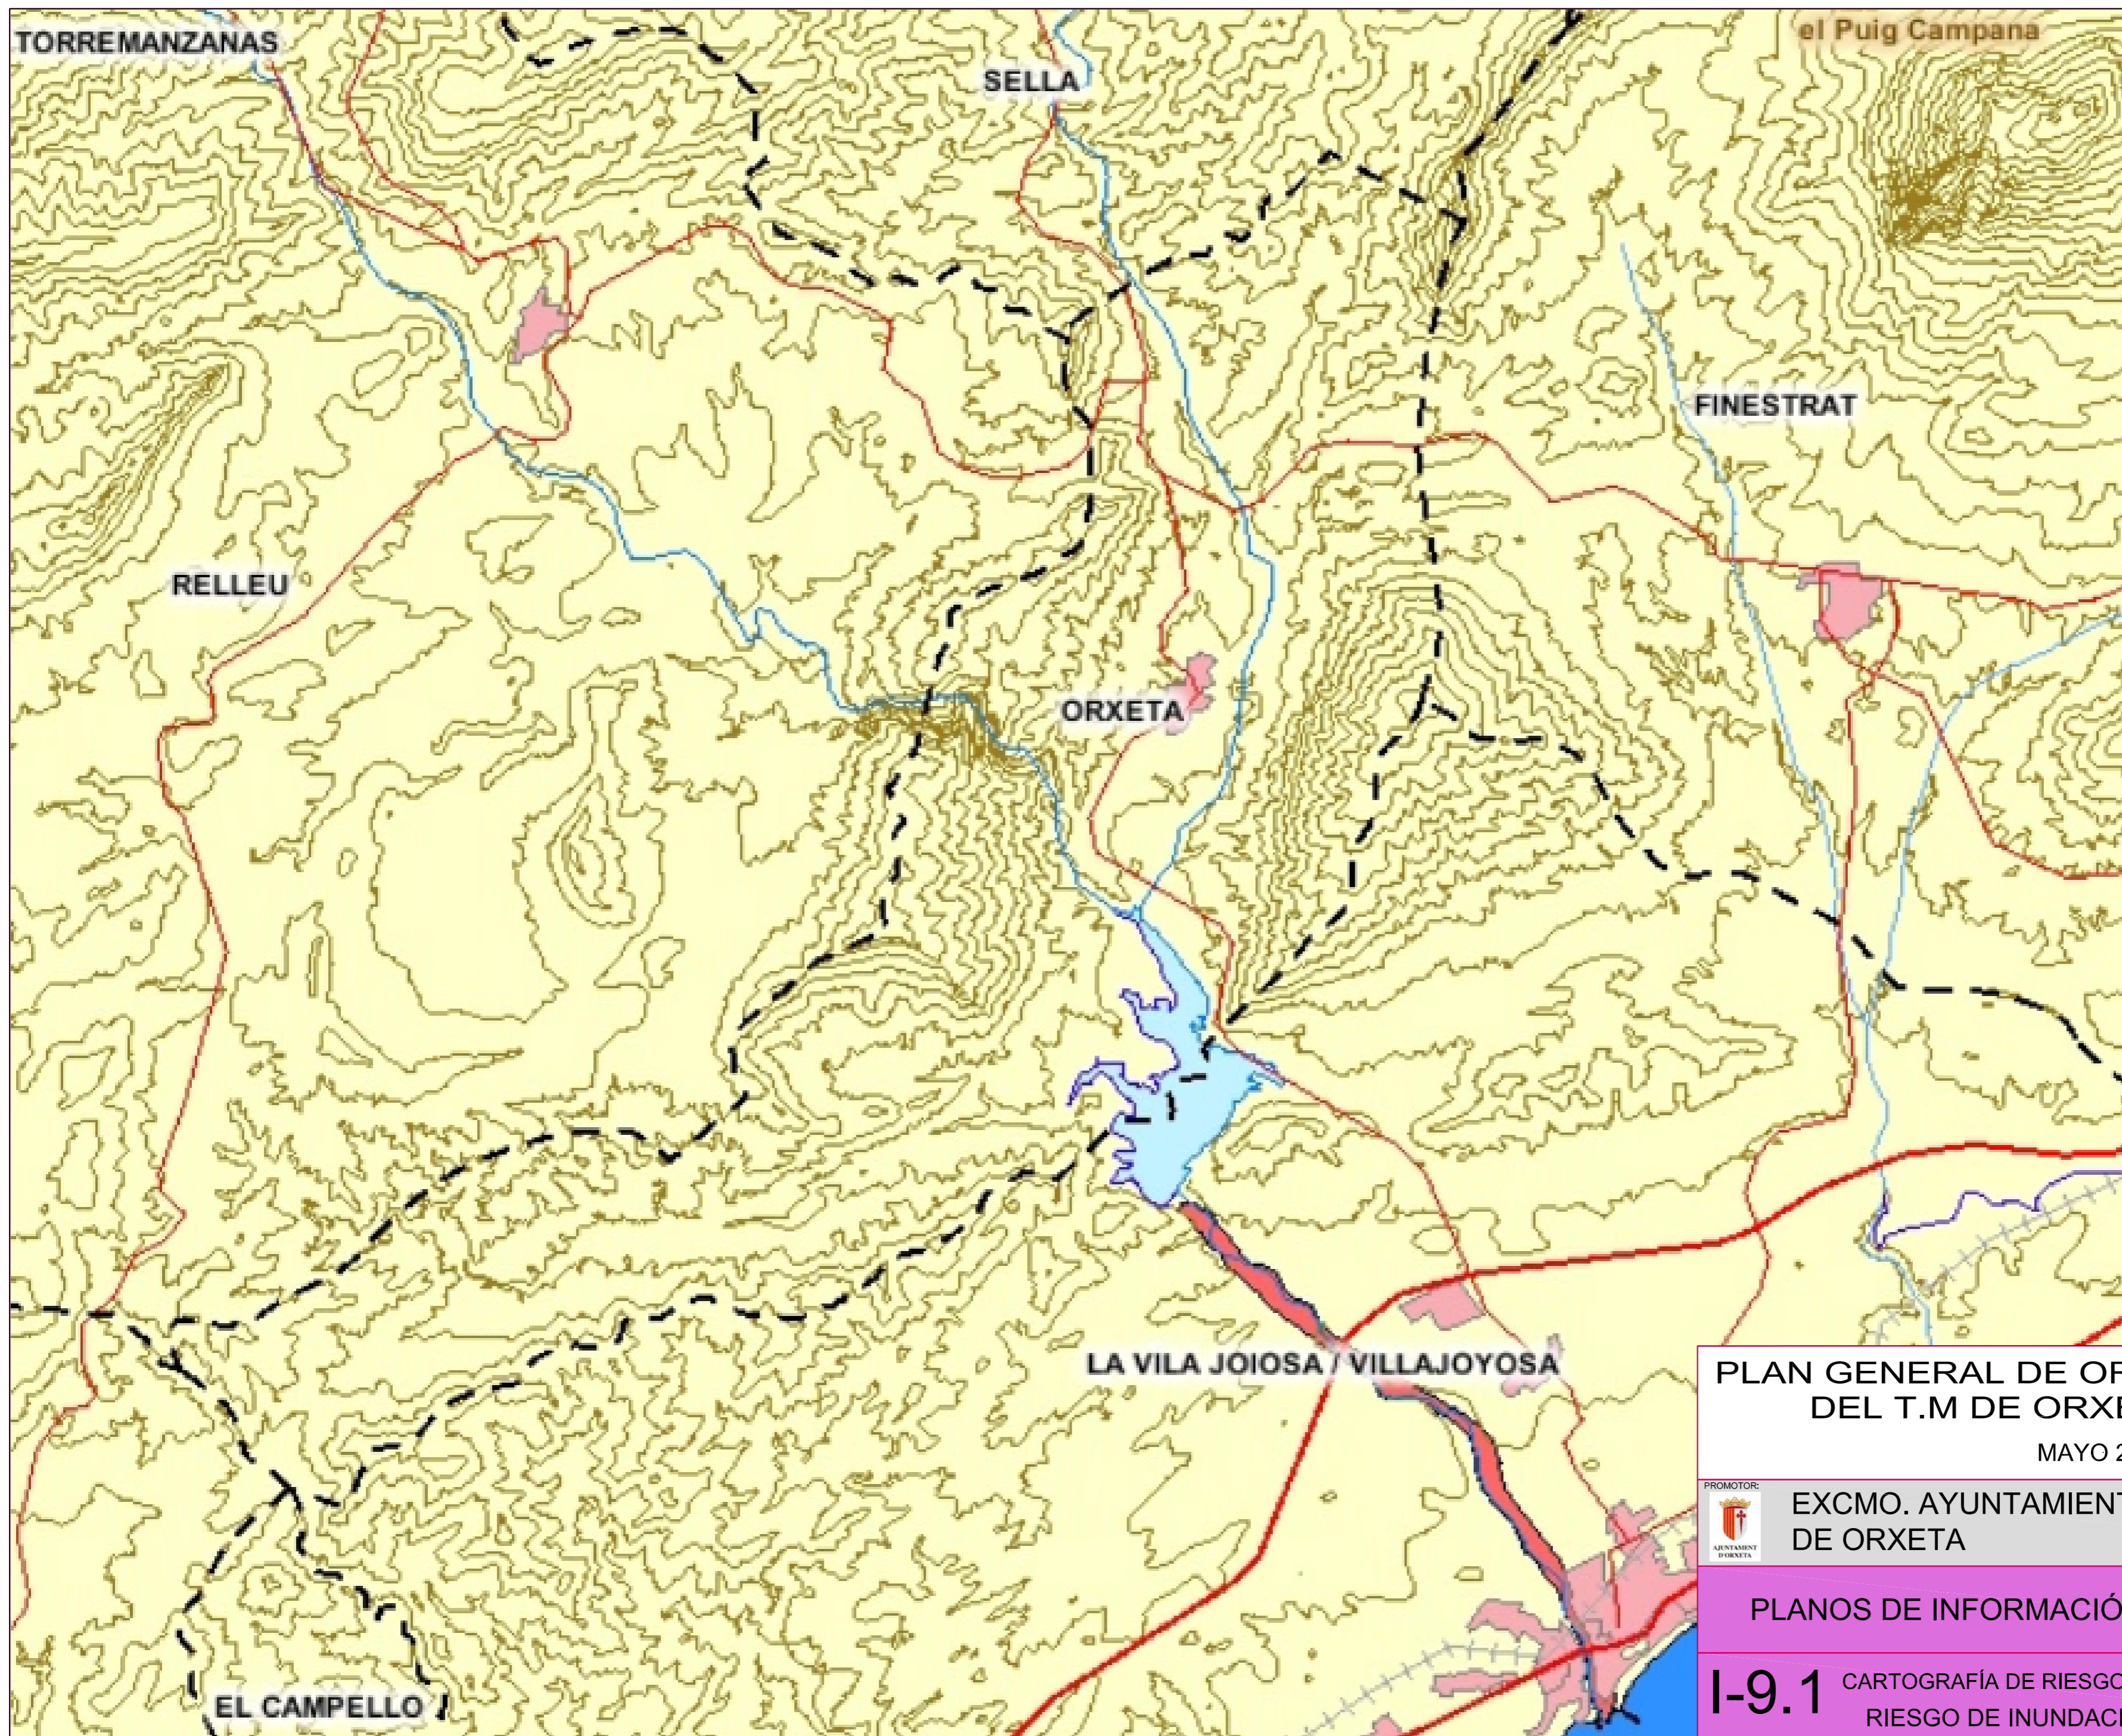 TORREMANZANAS
el Puig Campana
SELLA
FINESTRAT
RELLEU
ORXETA
LA VILA JOIOSA / VILLAJOYOSA
PLAN GENERAL DE OR
DEL T.M DE ORXE
MAYO 2
PROMOTOR:
EXCMO. AYUNTAMIENT
DE ORXETA
AJUNTAMENT
D'ORXETA
PLANOS DE INFORMACIÓ
I-9.1
CARTOGRAFÍA DE RIESGO
RIESGO DE INUNDAC
EL CAMPELLO